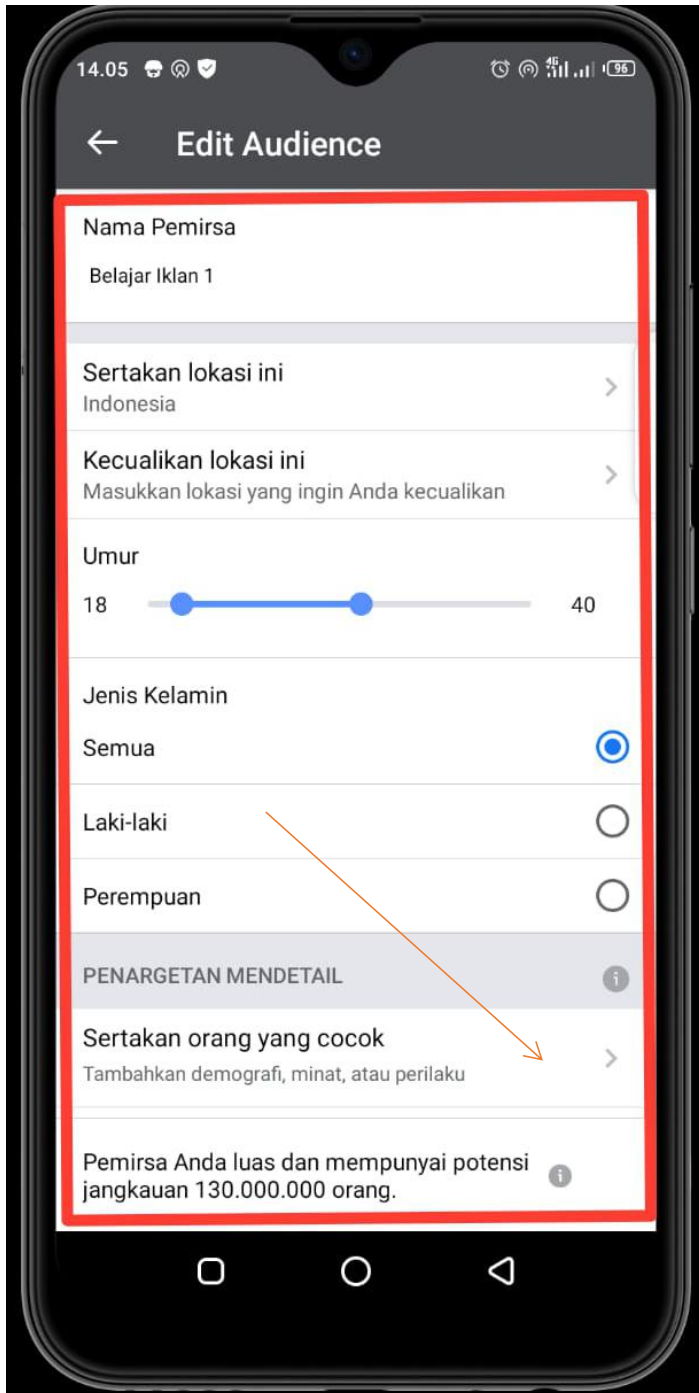 14.05
4G
96
Edit Audience
Nama Pemirsa
Belajar Iklan 1
Sertakan lokasi ini
Indonesia
Kecualikan lokasi ini
Masukkan lokasi yang ingin Anda kecualikan
Umur
18
40
Jenis Kelamin
Semua
Laki-laki
Perempuan
PENARGETAN MENDETAIL
Sertakan orang yang cocok
Tambahkan demografi, minat, atau perilaku
Pemirsa Anda luas dan mempunyai potensi
jangkauan 130.000.000 orang.